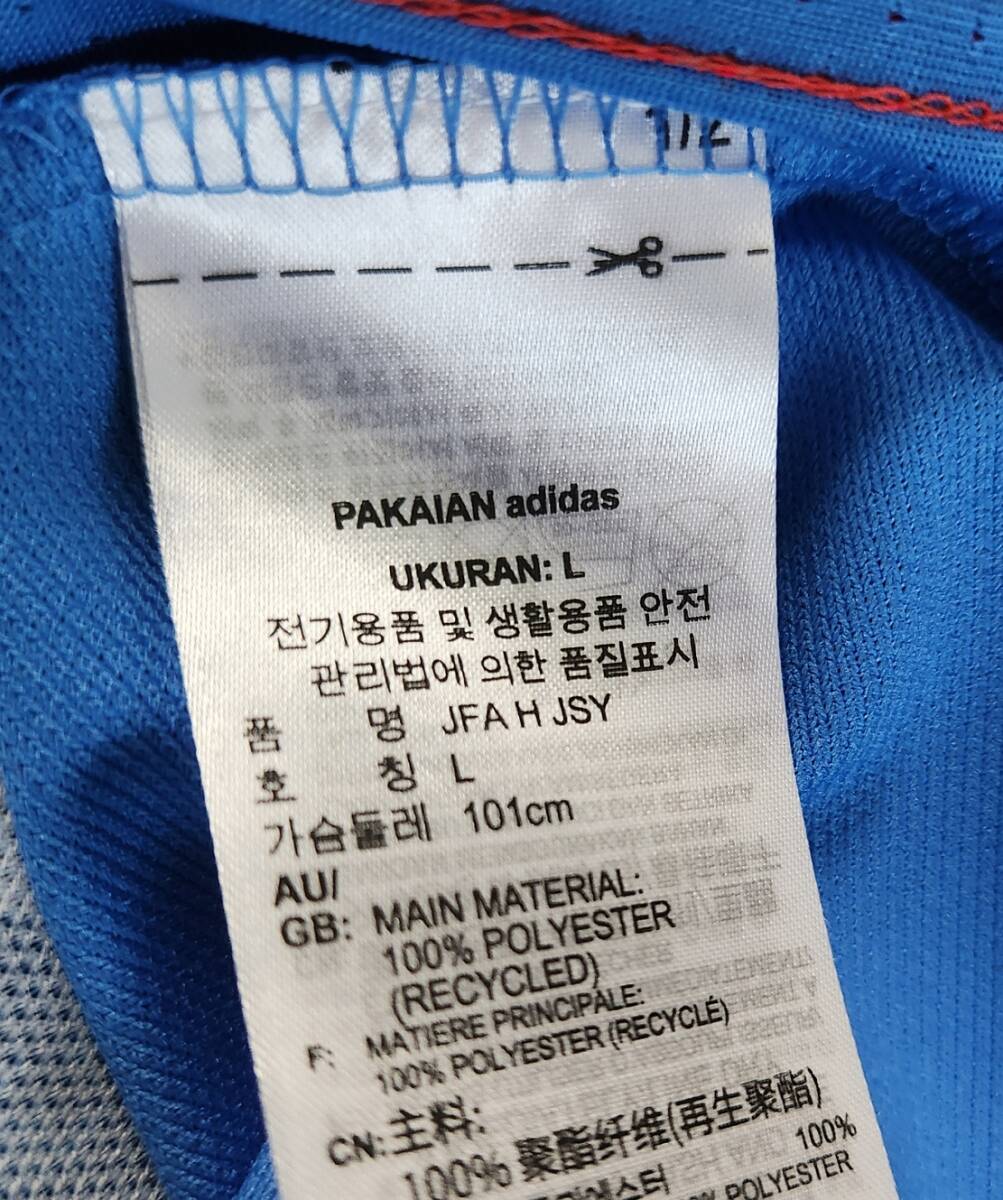 1/2
PAKAIAN adidas
UKURAN: L
전기용품 및 생활용품 안전
관리법에 의한 품질표시
품 명 JFA H JSY
호 칭 L
가슴둘레 101cm
AU/
GB: MAIN MATERIAL:
100% POLYESTER
(RECYCLED)
F: MATIERE PRINCIPALE:
100% POLYESTER (RECYCLÉ)
CN: 主料:
100% 聚酯纤维(再生聚酯)
100%
POLYESTER